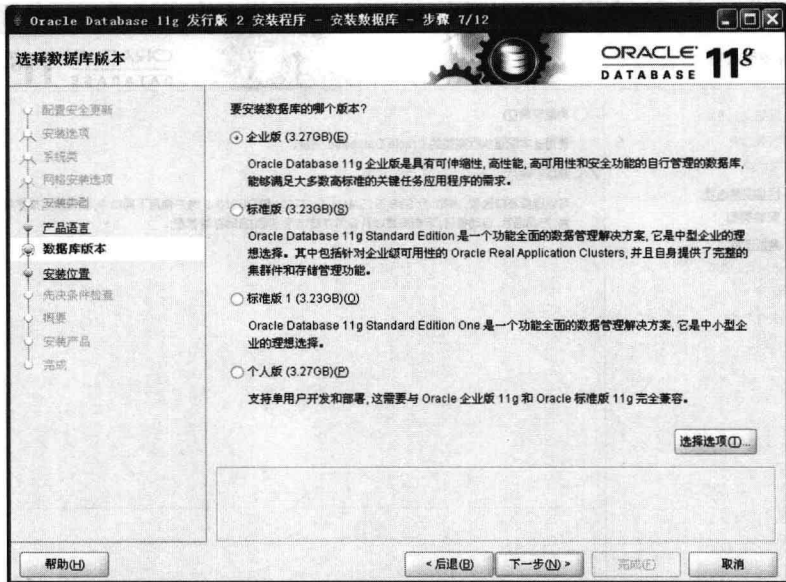 Oracle Database 11g 发行版 2 安装程序 - 安装数据库 - 步骤 7/12
选择数据库版本
ORACLE
DATABASE 11g
配置安全更新
安装选项
系统类
网格安装选项
安装类型
产品语言
数据库版本
安装位置
先决条件检查
概要
安装产品
完成
要安装数据库的哪个版本?
企业版 (3.27GB)(E)
Oracle Database 11g 企业版是具有可伸缩性, 高性能, 高可用性和安全功能的自行管理的数据库,
能够满足大多数高标准的关键任务应用程序的需求。
标准版 (3.23GB)(S)
Oracle Database 11g Standard Edition 是一个功能全面的数据管理解决方案, 它是中型企业的理
想选择。其中包括针对企业级可用性的 Oracle Real Application Clusters, 并且自身提供了完整的
集群件和存储管理功能。
标准版 1 (3.23GB)(O)
Oracle Database 11g Standard Edition One 是一个功能全面的数据管理解决方案, 它是中小型企
业的理想选择。
个人版 (3.27GB)(P)
支持单用户开发和部署, 这需要与 Oracle 企业版 11g 和 Oracle 标准版 11g 完全兼容。
选择选项(T)...
帮助(H)
< 后退(B)
下一步(N) >
完成(F)
取消